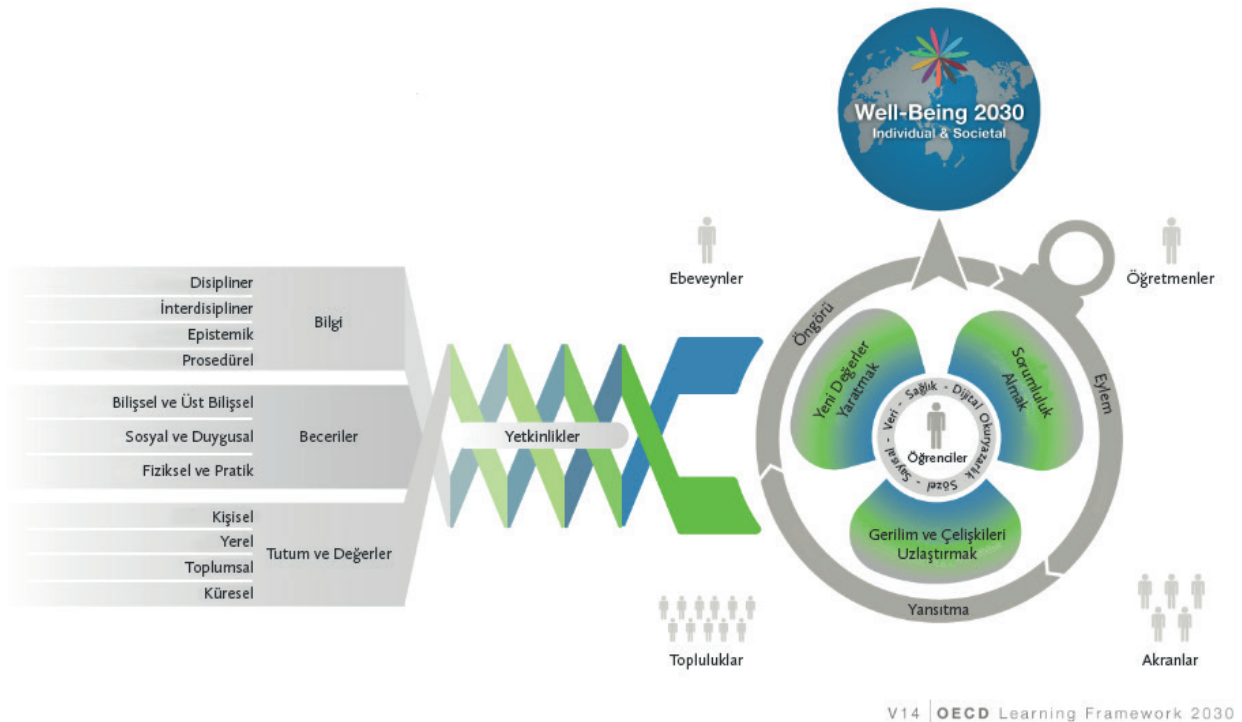 Well-Being 2030
Individual & Societal
Ebeveynler
Öğretmenler
Disipliner
İnterdisipliner
Epistemik
Prosedürel
Bilgi
Bilişsel ve Üst Bilişsel
Sosyal ve Duygusal
Fiziksel ve Pratik
Beceriler
Kişisel
Yerel
Toplumsal
Küresel
Tutum ve Değerler
Yetkinlikler
Öngörü
Eylem
Yansıtma
Yeni Değerler
Yaratmak
Sorumluluk
Almak
Gerilim ve Çelişkileri
Uzlaştırmak
Sözel - Sayısal - Veri - Sağlık - Dijital Okuryazarlık
Öğrenciler
Topluluklar
Akranlar
V14 | OECD Learning Framework 2030